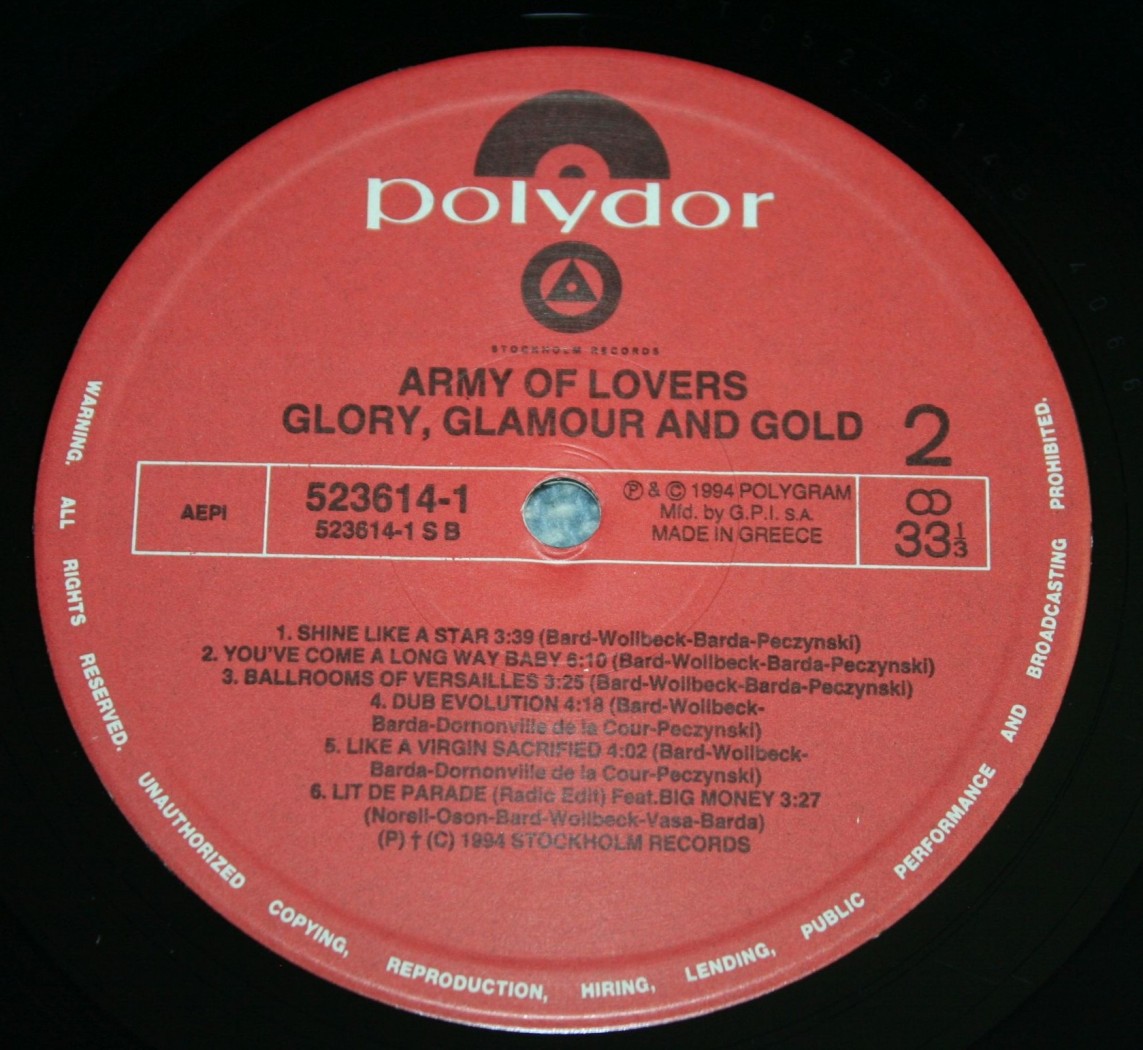 polydor
STOCKHOLM RECORDS
ARMY OF LOVERS
GLORY, GLAMOUR AND GOLD
2
AEPI
523614-1
523614-1 S B
℗ & © 1994 POLYGRAM
Mfd. by G.P.I. S.A.
MADE IN GREECE
33 1/3
1. SHINE LIKE A STAR 3:39 (Bard-Wollbeck-Barda-Peczynski)
2. YOU'VE COME A LONG WAY BABY 6:10 (Bard-Wollbeck-Barda-Peczynski)
3. BALLROOMS OF VERSAILLES 3:25 (Bard-Wollbeck-Barda-Peczynski)
4. DUB EVOLUTION 4:18 (Bard-Wollbeck-
Barda-Dornonville de la Cour-Peczynski)
5. LIKE A VIRGIN SACRIFIED 4:02 (Bard-Wollbeck-
Barda-Dornonville de la Cour-Peczynski)
6. LIT DE PARADE (Radio Edit) Feat.BIG MONEY 3:27
(Norell-Oson-Bard-Wollbeck-Vasa-Barda)
(P) † (C) 1994 STOCKHOLM RECORDS
WARNING. ALL RIGHTS RESERVED. UNAUTHORIZED COPYING, REPRODUCTION, HIRING, LENDING, PUBLIC PERFORMANCE AND BROADCASTING PROHIBITED.